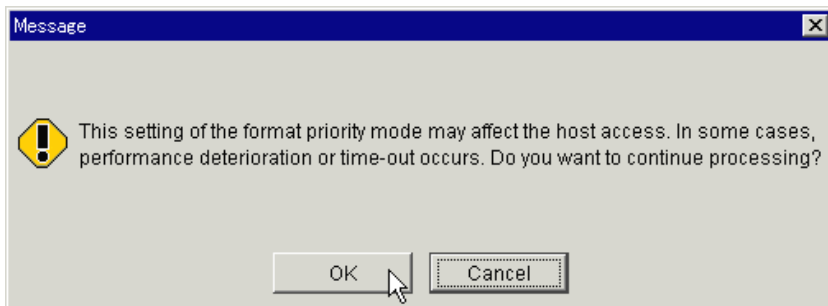 Message
This setting of the format priority mode may affect the host access. In some cases,
performance deterioration or time-out occurs. Do you want to continue processing?
OK
Cancel